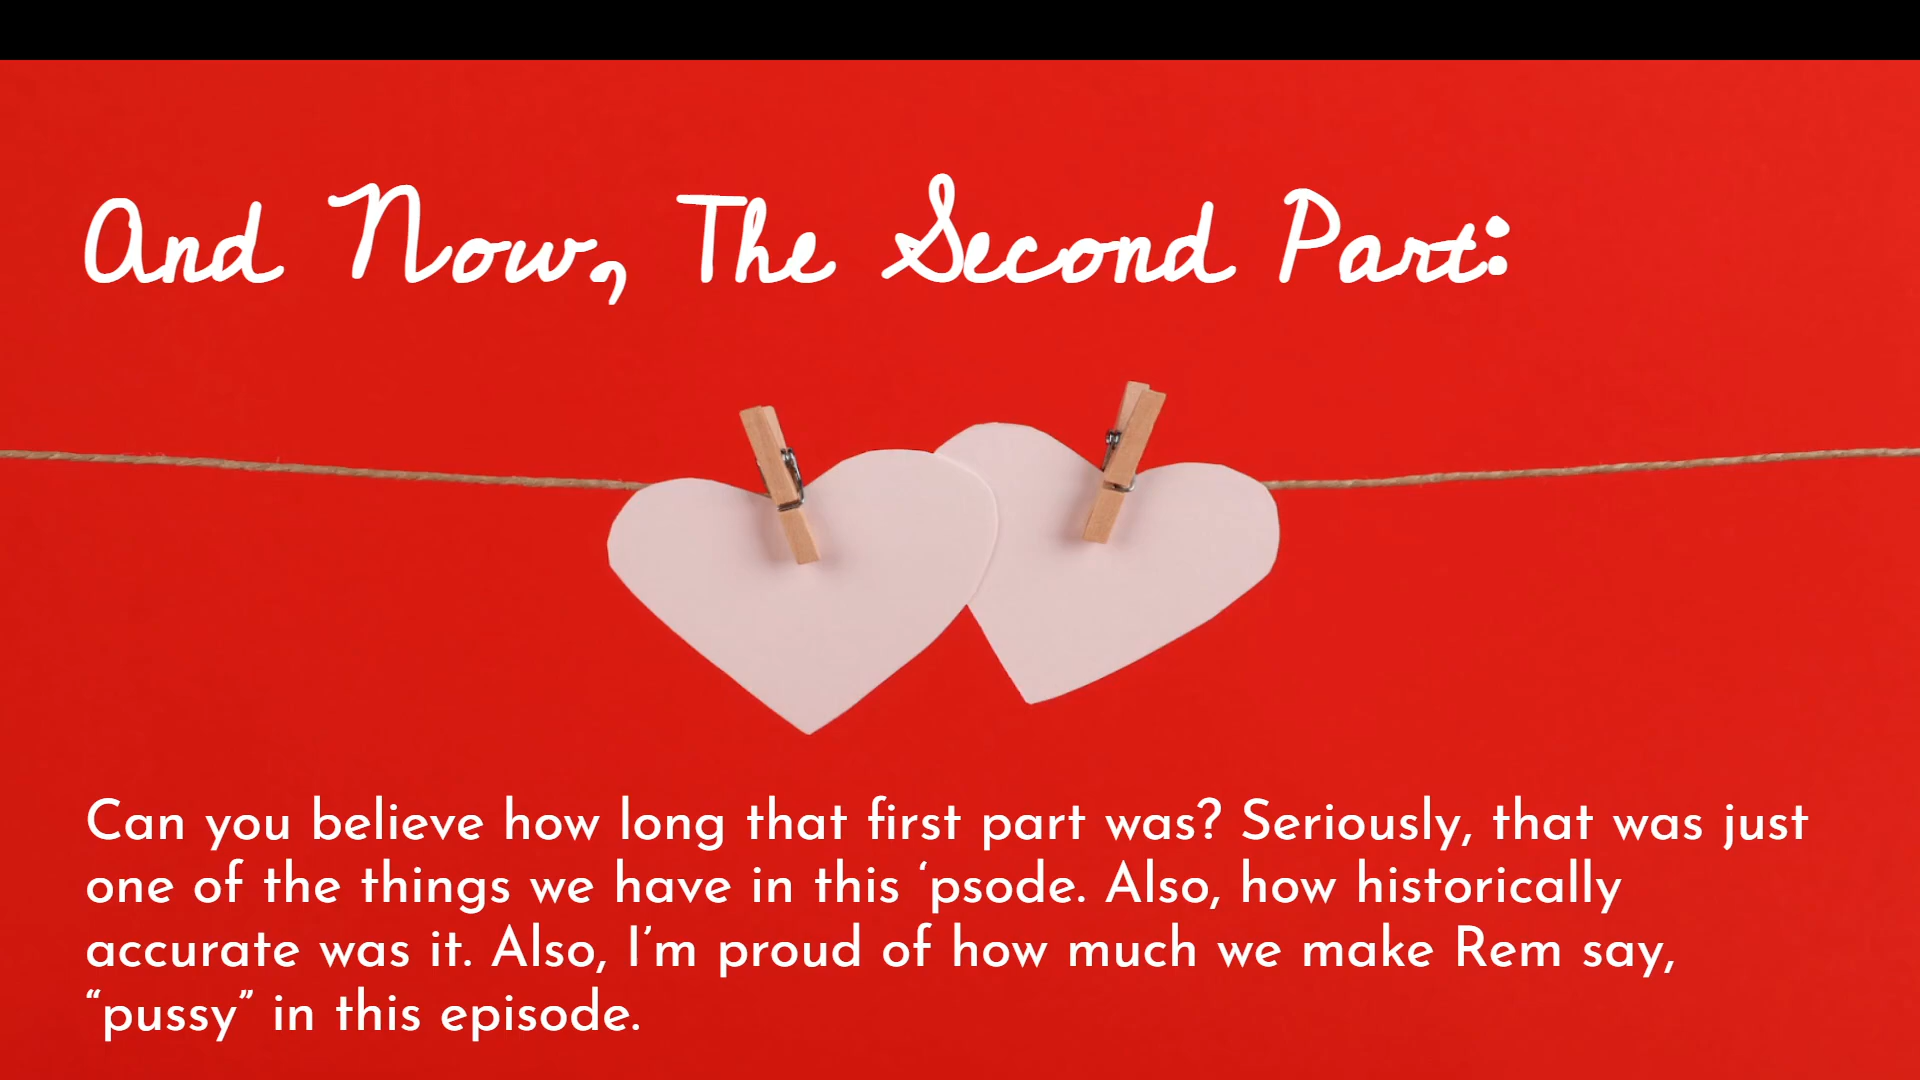 And Now, The Second Part:
Can you believe how long that first part was? Seriously, that was just
one of the things we have in this ‘psode. Also, how historically
accurate was it. Also, I’m proud of how much we make Rem say,
“pussy” in this episode.